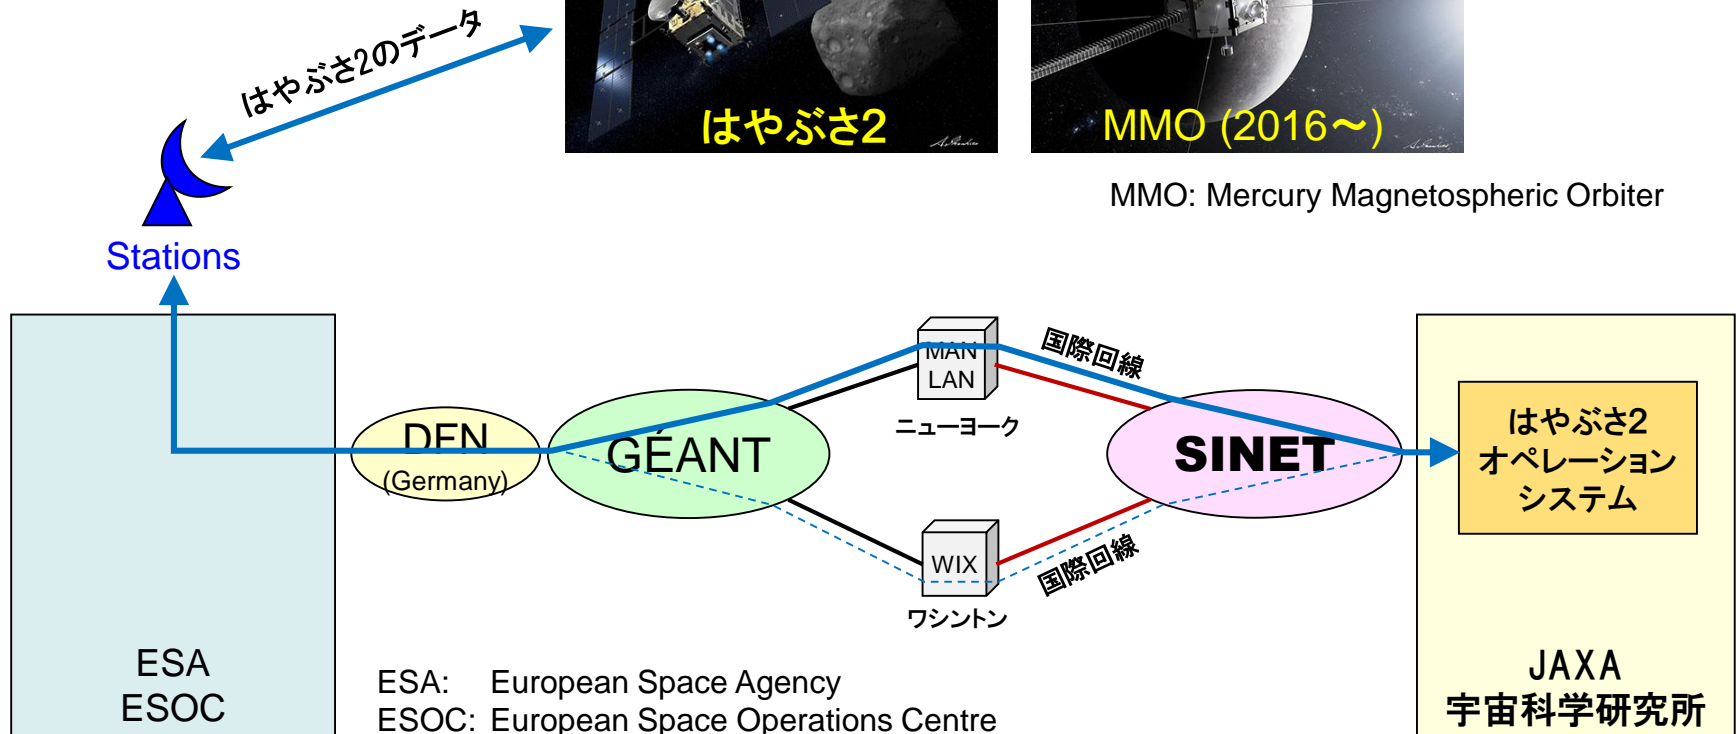 はやぶさ2のデータ
はやぶさ2
MMO (2016～)
MMO: Mercury Magnetospheric Orbiter
Stations
MAN
LAN
ニューヨーク
国際回線
DFN
(Germany)
GÉANT
SINET
はやぶさ2
オペレーション
システム
WIX
ワシントン
国際回線
ESA
ESOC
ESA: European Space Agency
ESOC: European Space Operations Centre
JAXA
宇宙科学研究所